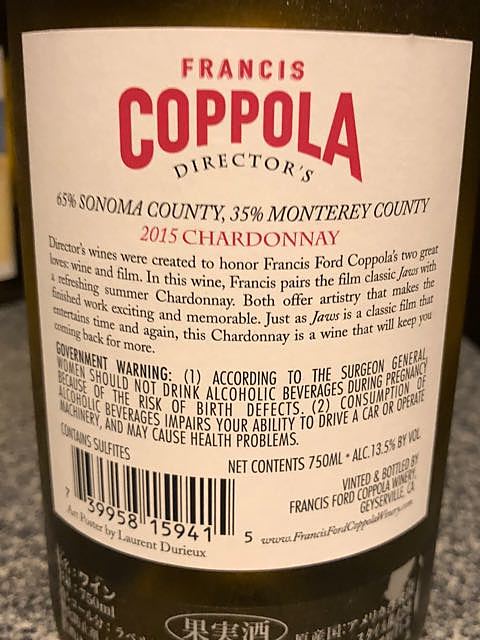 FRANCIS
COPPOLA
DIRECTOR'S
65% SONOMA COUNTY, 35% MONTEREY COUNTY
2015 CHARDONNAY
Director's wines were created to honor Francis Ford Coppola's two great
loves: wine and film. In this wine, Francis pairs the film classic Jaws with
a refreshing summer Chardonnay. Both offer artistry that makes the
finished work exciting and memorable. Just as Jaws is a classic film that
entertains time and again, this Chardonnay is a wine that will keep you
coming back for more.
GOVERNMENT WARNING: (1) ACCORDING TO THE SURGEON GENERAL,
WOMEN SHOULD NOT DRINK ALCOHOLIC BEVERAGES DURING PREGNANCY
BECAUSE OF THE RISK OF BIRTH DEFECTS. (2) CONSUMPTION OF
ALCOHOLIC BEVERAGES IMPAIRS YOUR ABILITY TO DRIVE A CAR OR OPERATE
MACHINERY, AND MAY CAUSE HEALTH PROBLEMS.
CONTAINS SULFITES
NET CONTENTS 750ML • ALC. 13.5% BY VOL.
VINTED & BOTTLED BY
FRANCIS FORD COPPOLA WINERY,
GEYSERVILLE, CA
7 39958 15941 5
www.FrancisFordCoppolaWinery.com
Art Poster by Laurent Durieux
ワイン
果実酒